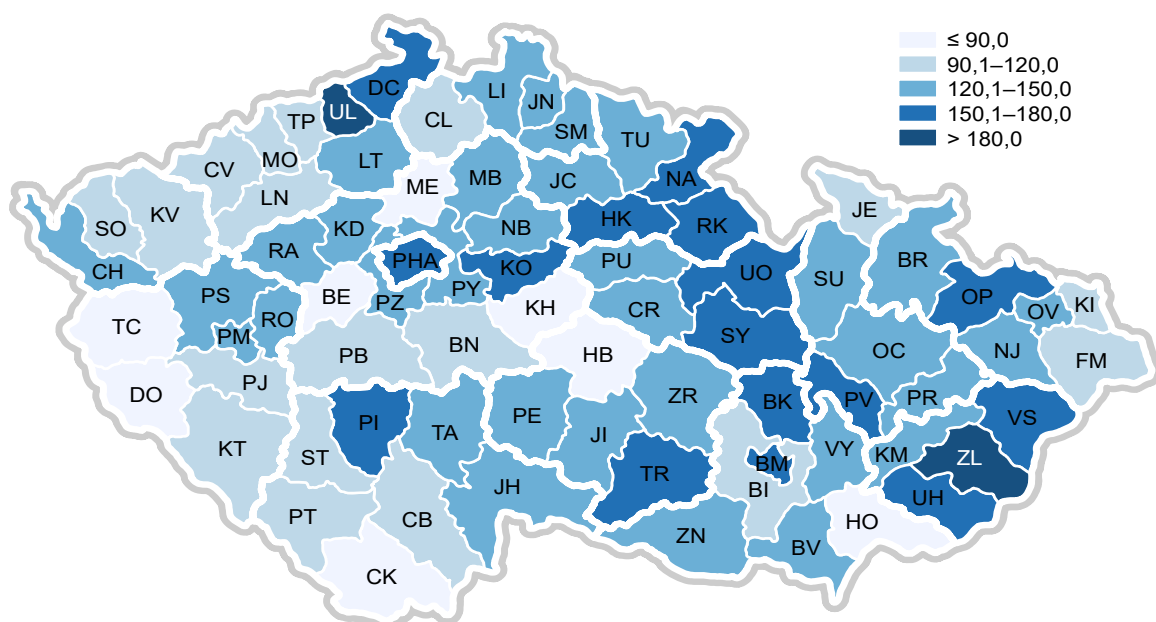 ≤ 90,0
90,1–120,0
120,1–150,0
150,1–180,0
> 180,0
DC
UL
TP
CL
LI
JN
SM
TU
MO
CV
LT
LN
ME
MB
JC
NA
SO
KV
KD
RA
NB
HK
RK
JE
CH
PHA
KO
PU
UO
SU
BR
PS
BE
PZ
PY
KH
CR
OP
OV
KI
TC
RO
PM
PB
BN
HB
SY
OC
NJ
FM
DO
PJ
ZR
BK
PV
PR
VS
PI
TA
PE
JI
KT
ST
TR
BM
BI
VY
KM
ZL
PT
CB
JH
UH
HO
ZN
BV
CK